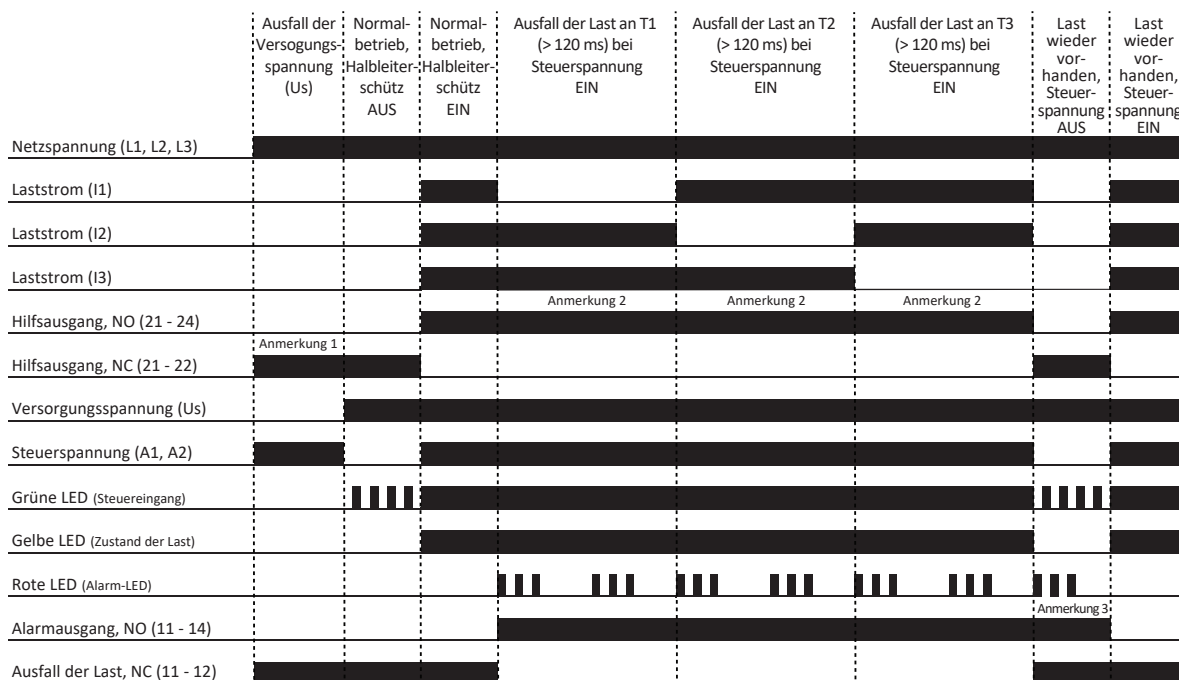 Ausfall der
Versogungs-
spannung
(Us)
Normal-
betrieb,
Halbleiter-
schütz
AUS
Normal-
betrieb,
Halbleiter-
schütz
EIN
Ausfall der Last an T1
(> 120 ms) bei
Steuerspannung
EIN
Ausfall der Last an T2
(> 120 ms) bei
Steuerspannung
EIN
Ausfall der Last an T3
(> 120 ms) bei
Steuerspannung
EIN
Last
wieder
vor-
handen,
Steuer-
spannung
AUS
Last
wieder
vor-
handen,
Steuer-
spannung
EIN
Netzspannung (L1, L2, L3)
Laststrom (I1)
Laststrom (I2)
Laststrom (I3)
Anmerkung 2 Anmerkung 2 Anmerkung 2
Hilfsausgang, NO (21 - 24)
Anmerkung 1
Hilfsausgang, NC (21 - 22)
Versorgungsspannung (Us)
Steuerspannung (A1, A2)
Grüne LED (Steuereingang)
Gelbe LED (Zustand der Last)
Rote LED (Alarm-LED)
Anmerkung 3
Alarmausgang, NO (11 - 14)
Ausfall der Last, NC (11 - 12)